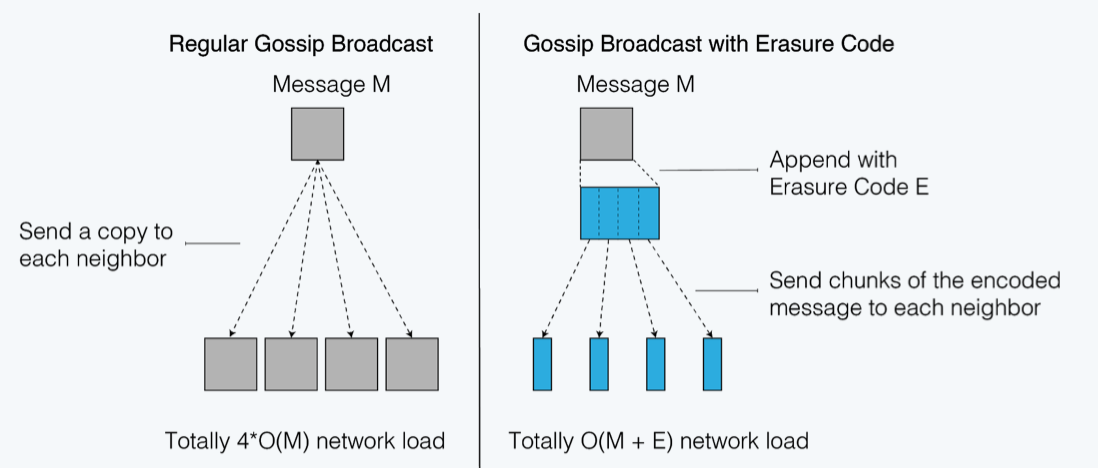 Regular Gossip Broadcast
Message M
Send a copy to
each neighbor
Totally 4*O(M) network load
Gossip Broadcast with Erasure Code
Message M
Append with
Erasure Code E
Send chunks of the encoded
message to each neighbor
Totally O(M + E) network load